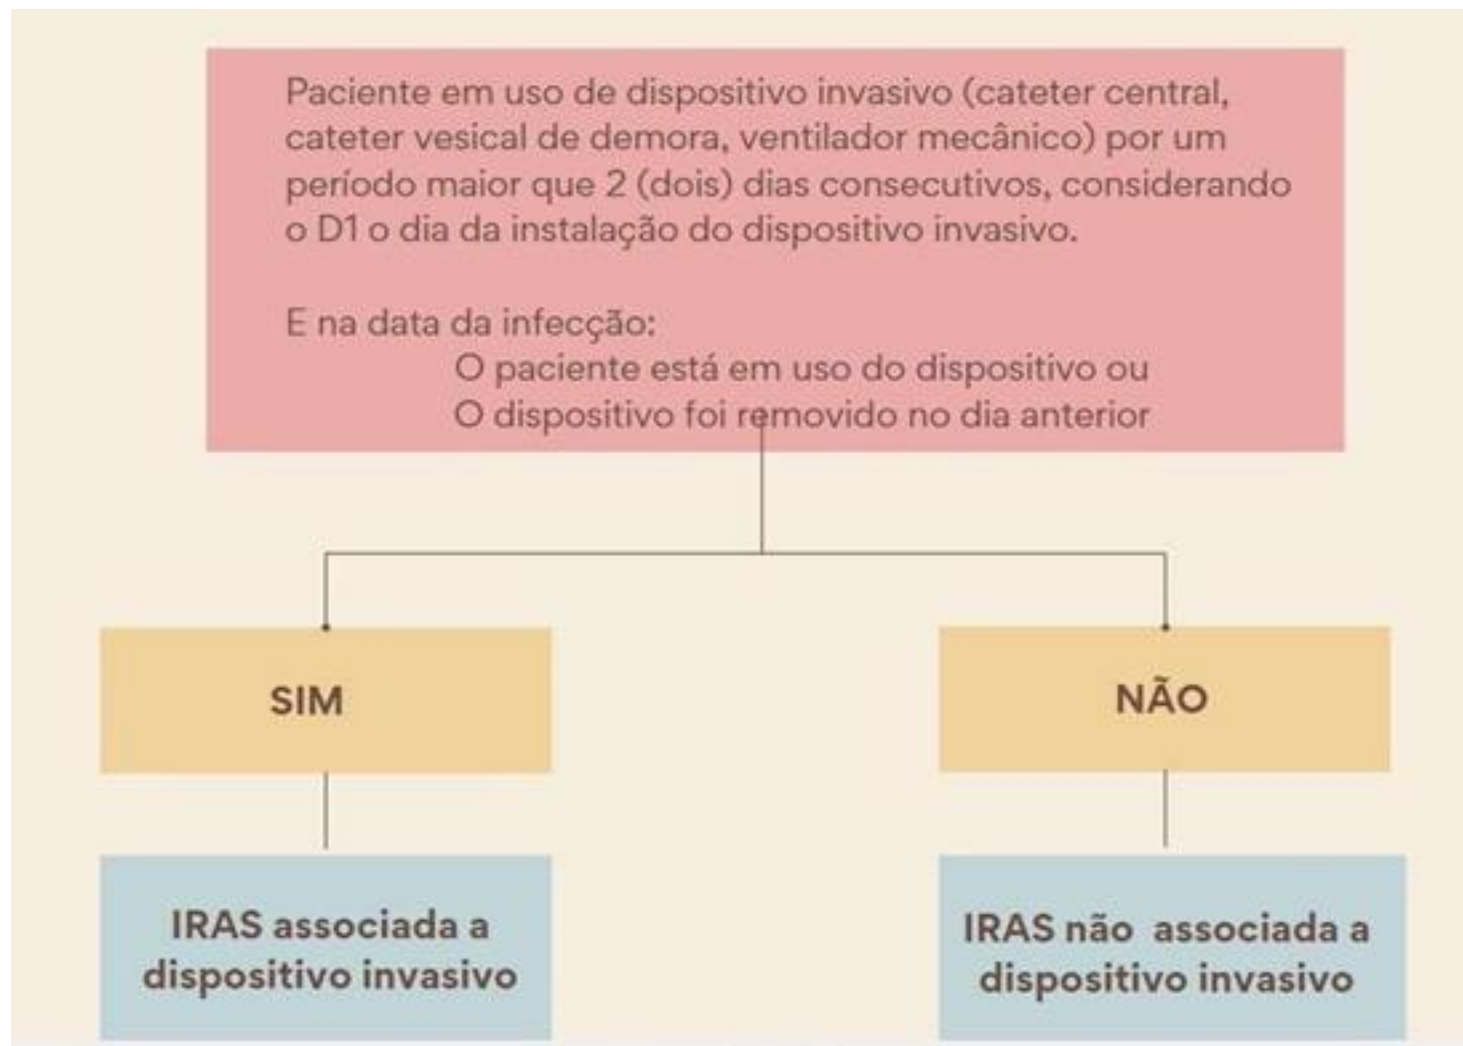 Paciente em uso de dispositivo invasivo (cateter central,
cateter vesical de demora, ventilador mecânico) por um
período maior que 2 (dois) dias consecutivos, considerando
o D1 o dia da instalação do dispositivo invasivo.
E na data da infecção:
O paciente está em uso do dispositivo ou
O dispositivo foi removido no dia anterior
SIM
NÃO
IRAS associada a
dispositivo invasivo
IRAS não associada a
dispositivo invasivo